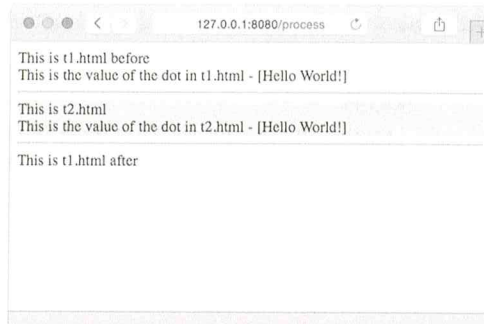 127.0.0.1:8080/process
This is t1.html before
This is the value of the dot in t1.html - [Hello World!]
This is t2.html
This is the value of the dot in t2.html - [Hello World!]
This is t1.html after